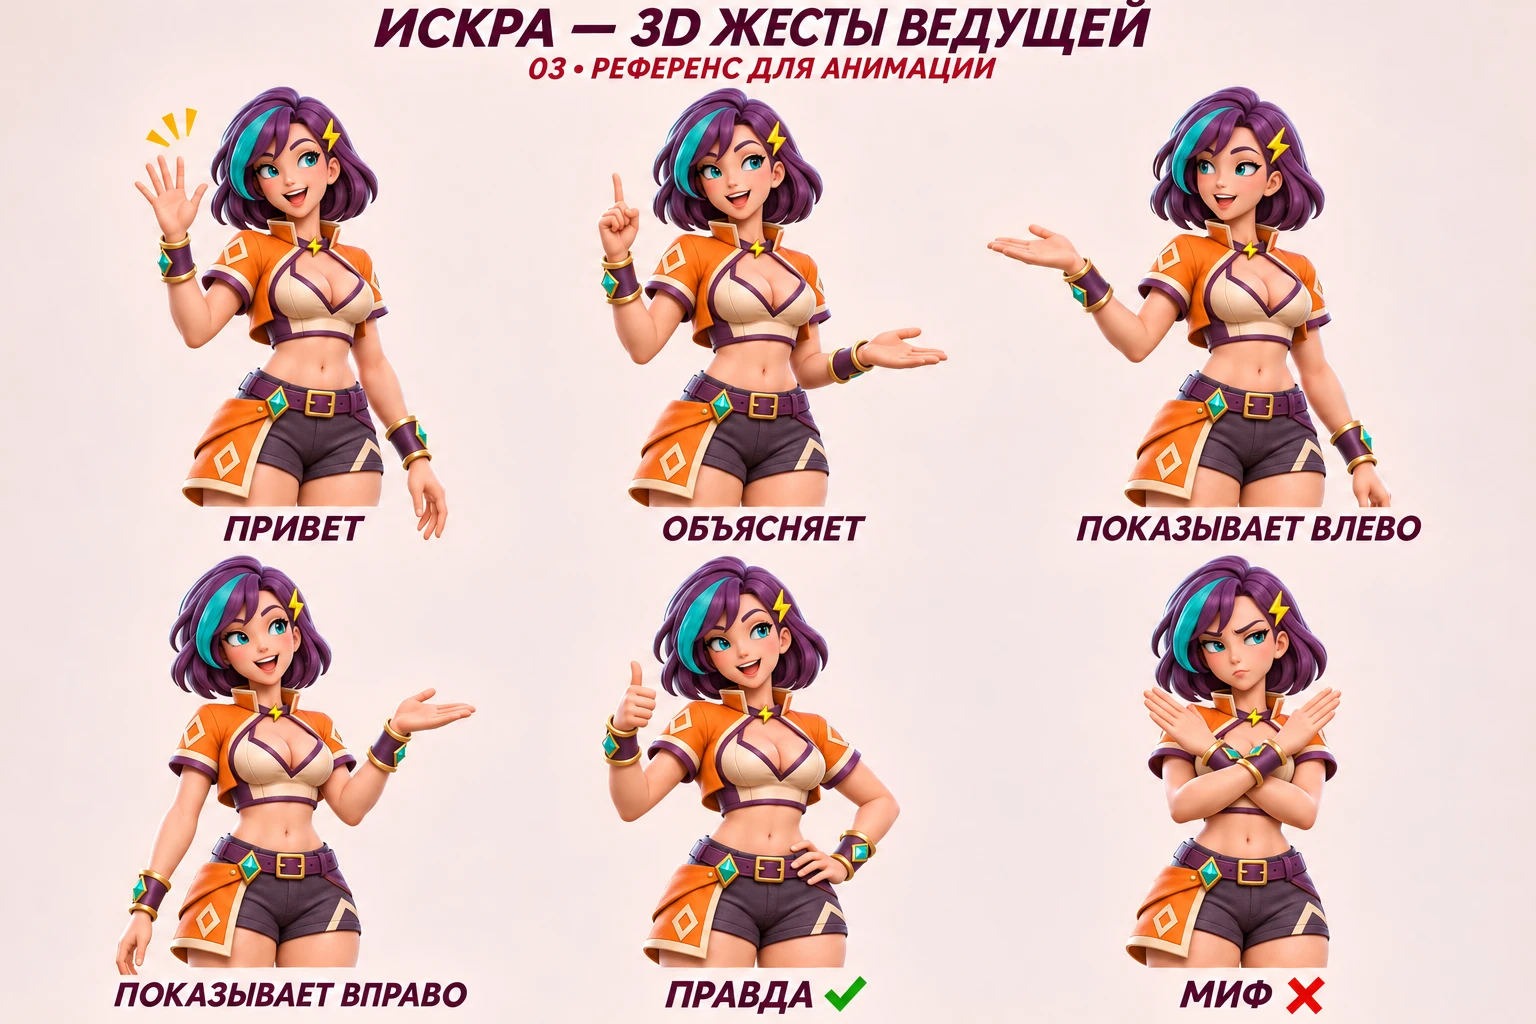 ИСКРА — 3D ЖЕСТЫ ВЕДУЩЕЙ
03 • РЕФЕРЕНС ДЛЯ АНИМАЦИИ
ПРИВЕТ
ОБЪЯСНЯЕТ
ПОКАЗЫВАЕТ ВЛЕВО
ПОКАЗЫВАЕТ ВПРАВО
ПРАВДА
МИФ